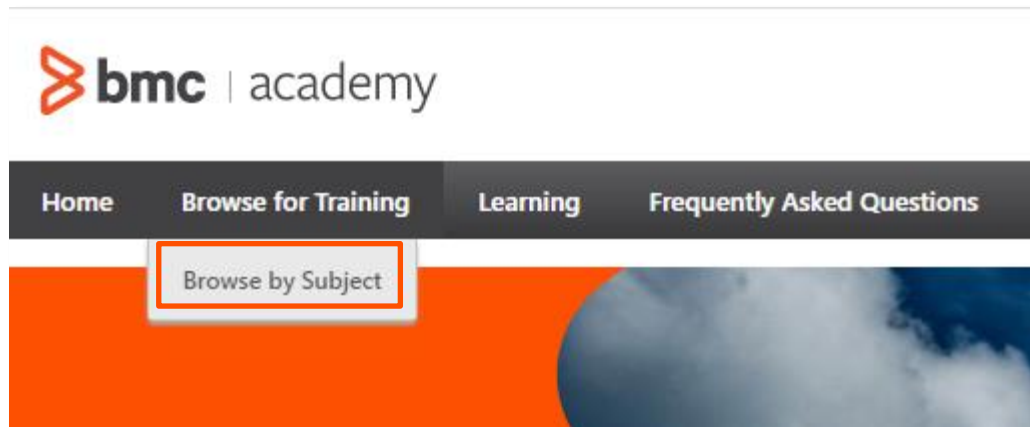 bmc | academy
Home Browse for Training Learning Frequently Asked Questions
Browse by Subject